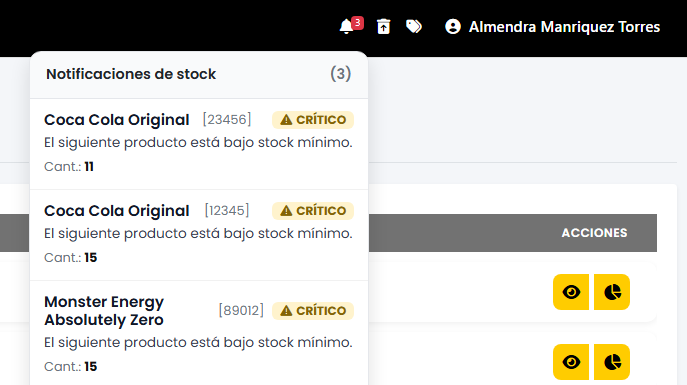 3
Almendra Manriquez Torres
Notificaciones de stock (3)
Coca Cola Original [23456] CRÍTICO
El siguiente producto está bajo stock mínimo.
Cant.: 11
Coca Cola Original [12345] CRÍTICO
El siguiente producto está bajo stock mínimo.
Cant.: 15
ACCIONES
Monster Energy
Absolutely Zero [89012] CRÍTICO
El siguiente producto está bajo stock mínimo.
Cant.: 15